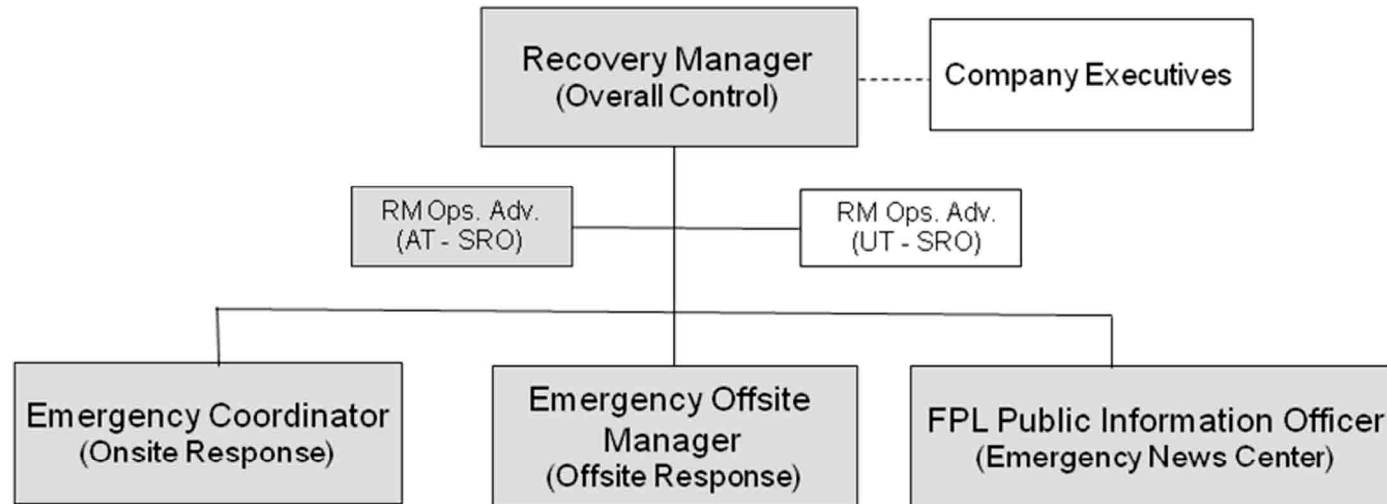 Recovery Manager
(Overall Control)
Company Executives
RM Ops. Adv.
(AT - SRO)
RM Ops. Adv.
(UT - SRO)
Emergency Coordinator
(Onsite Response)
Emergency Offsite
Manager
(Offsite Response)
FPL Public Information Officer
(Emergency News Center)